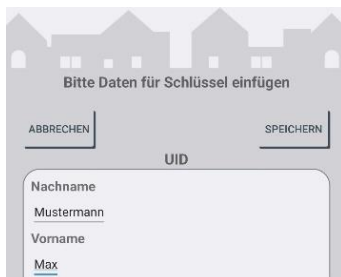 Bitte Daten für Schlüssel einfügen
ABBRECHEN SPEICHERN
UID
Nachname
Mustermann
Vorname
Max